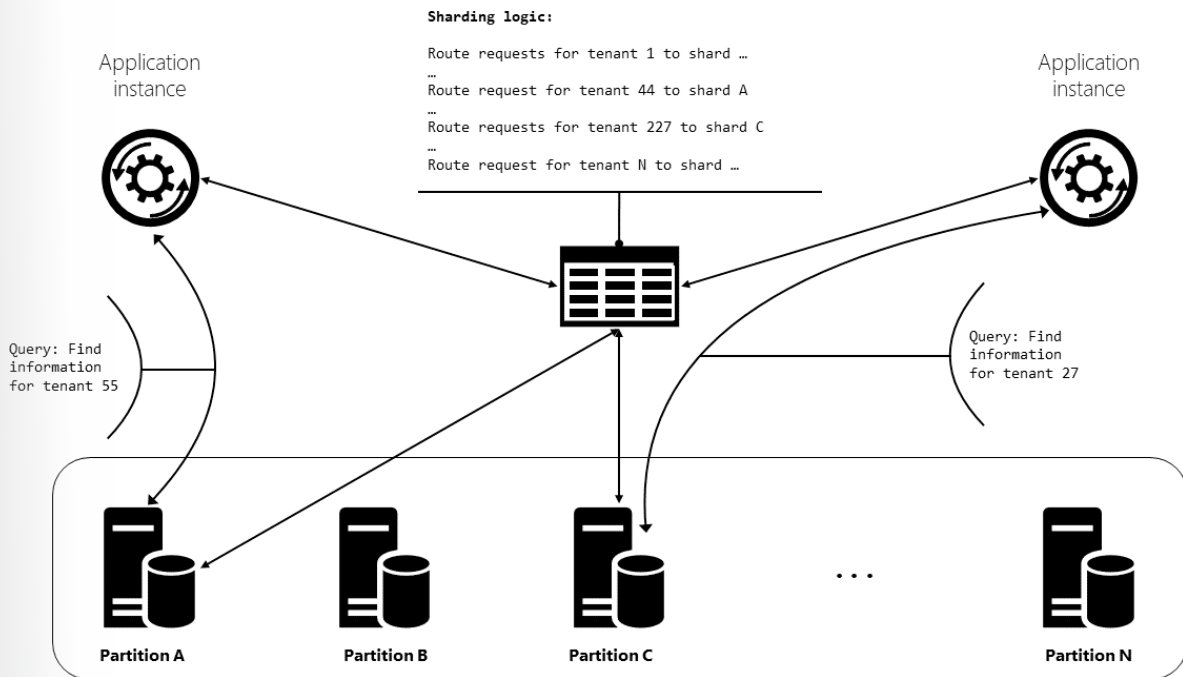 Sharding logic:
Route requests for tenant 1 to shard …
…
Route request for tenant 44 to shard A
…
Route requests for tenant 227 to shard C
…
Route request for tenant N to shard …
Application
instance
Application
instance
Query: Find
information
for tenant 55
Query: Find
information
for tenant 27
...
Partition A
Partition B
Partition C
Partition N